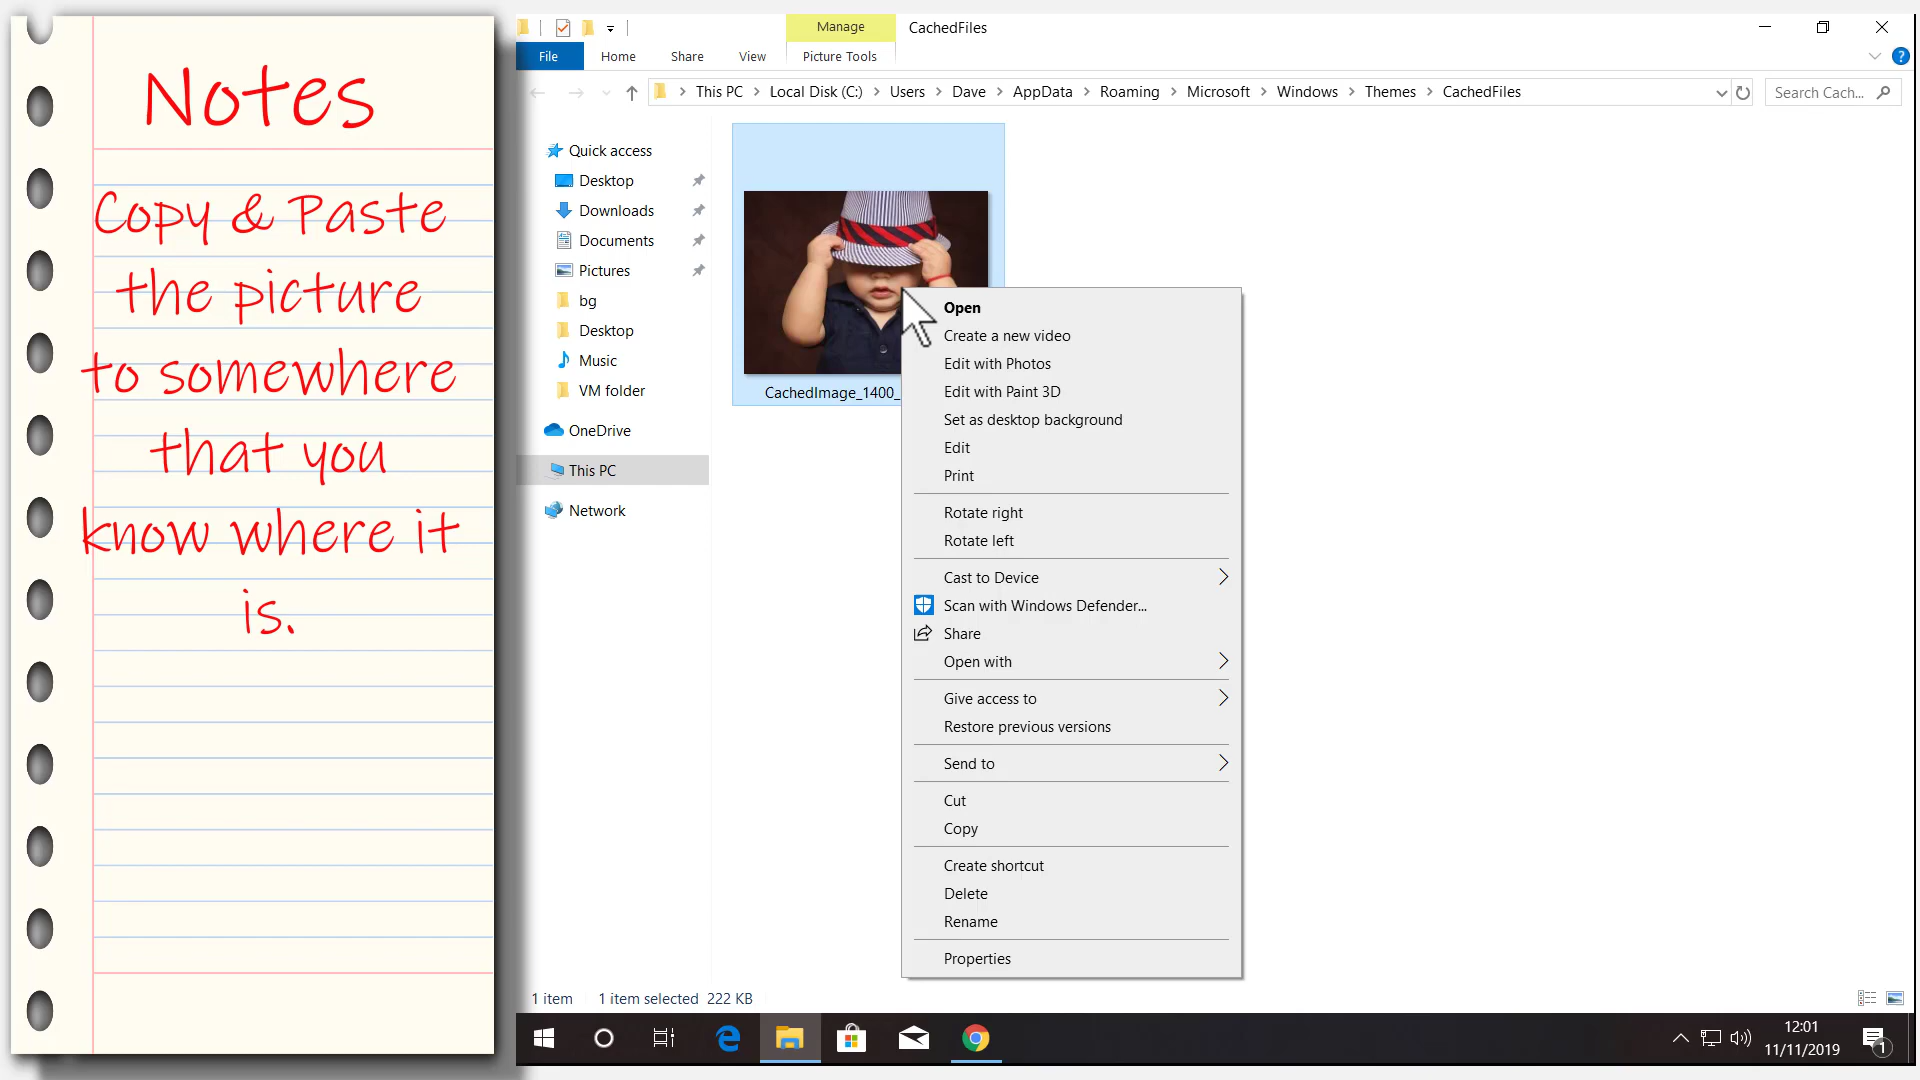 Notes
Copy & Paste
the picture
to somewhere
that you
know where it
is.
Manage
CachedFiles
File
Home
Share
View
Picture Tools
This PC
Local Disk (C:)
Users
Dave
AppData
Roaming
Microsoft
Windows
Themes
CachedFiles
Search Cach...
Quick access
Desktop
Downloads
Documents
Pictures
bg
Desktop
Music
VM folder
OneDrive
This PC
Network
CachedImage_1400_
Open
Create a new video
Edit with Photos
Edit with Paint 3D
Set as desktop background
Edit
Print
Rotate right
Rotate left
Cast to Device
Scan with Windows Defender...
Share
Open with
Give access to
Restore previous versions
Send to
Cut
Copy
Create shortcut
Delete
Rename
Properties
1 item
1 item selected 222 KB
12:01
11/11/2019
1